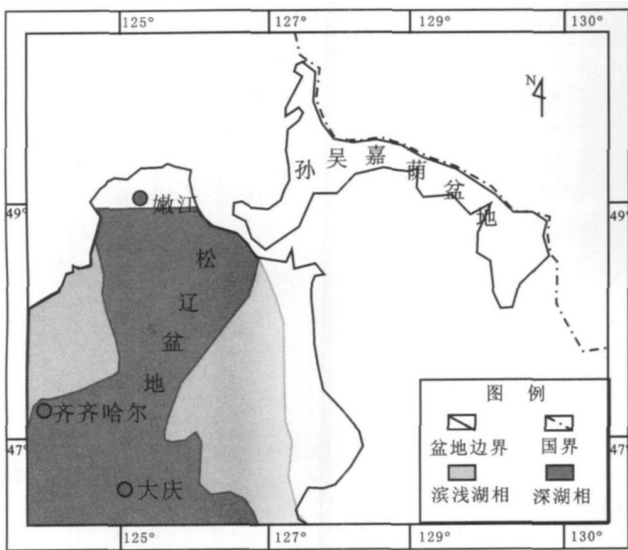 125° 127° 129° 130°
N
孙吴嘉荫盆地
49° 49°
嫩江
松辽盆地
齐齐哈尔
大庆
47° 47°
图 例
盆地边界 国界
滨浅湖相 深湖相
125° 127° 129° 130°